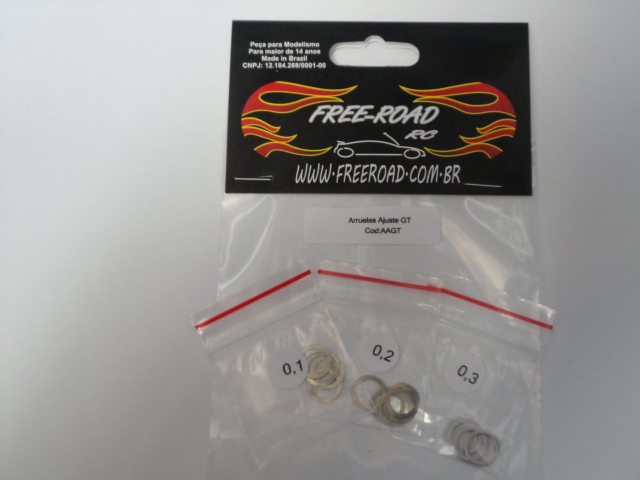 Peça para Modelismo
Para maior de 14 anos
Made in Brazil
CNPJ: 12.184.268/0001-00
FREE-ROAD
RC
WWW.FREEROAD.COM.BR
Arruelas Ajuste GT
Cod:AAGT
0,1
0,2
0,3